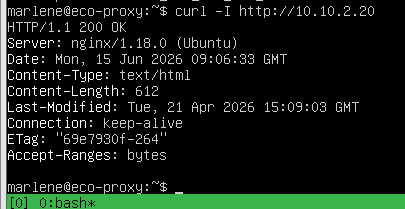 marlene@eco-proxy:~$ curl -I http://10.10.2.20
HTTP/1.1 200 OK
Server: nginx/1.18.0 (Ubuntu)
Date: Mon, 15 Jun 2026 09:06:33 GMT
Content-Type: text/html
Content-Length: 612
Last-Modified: Tue, 21 Apr 2026 15:09:03 GMT
Connection: keep-alive
ETag: "69e7930f-264"
Accept-Ranges: bytes
marlene@eco-proxy:~$ _
[0] 0:bash*